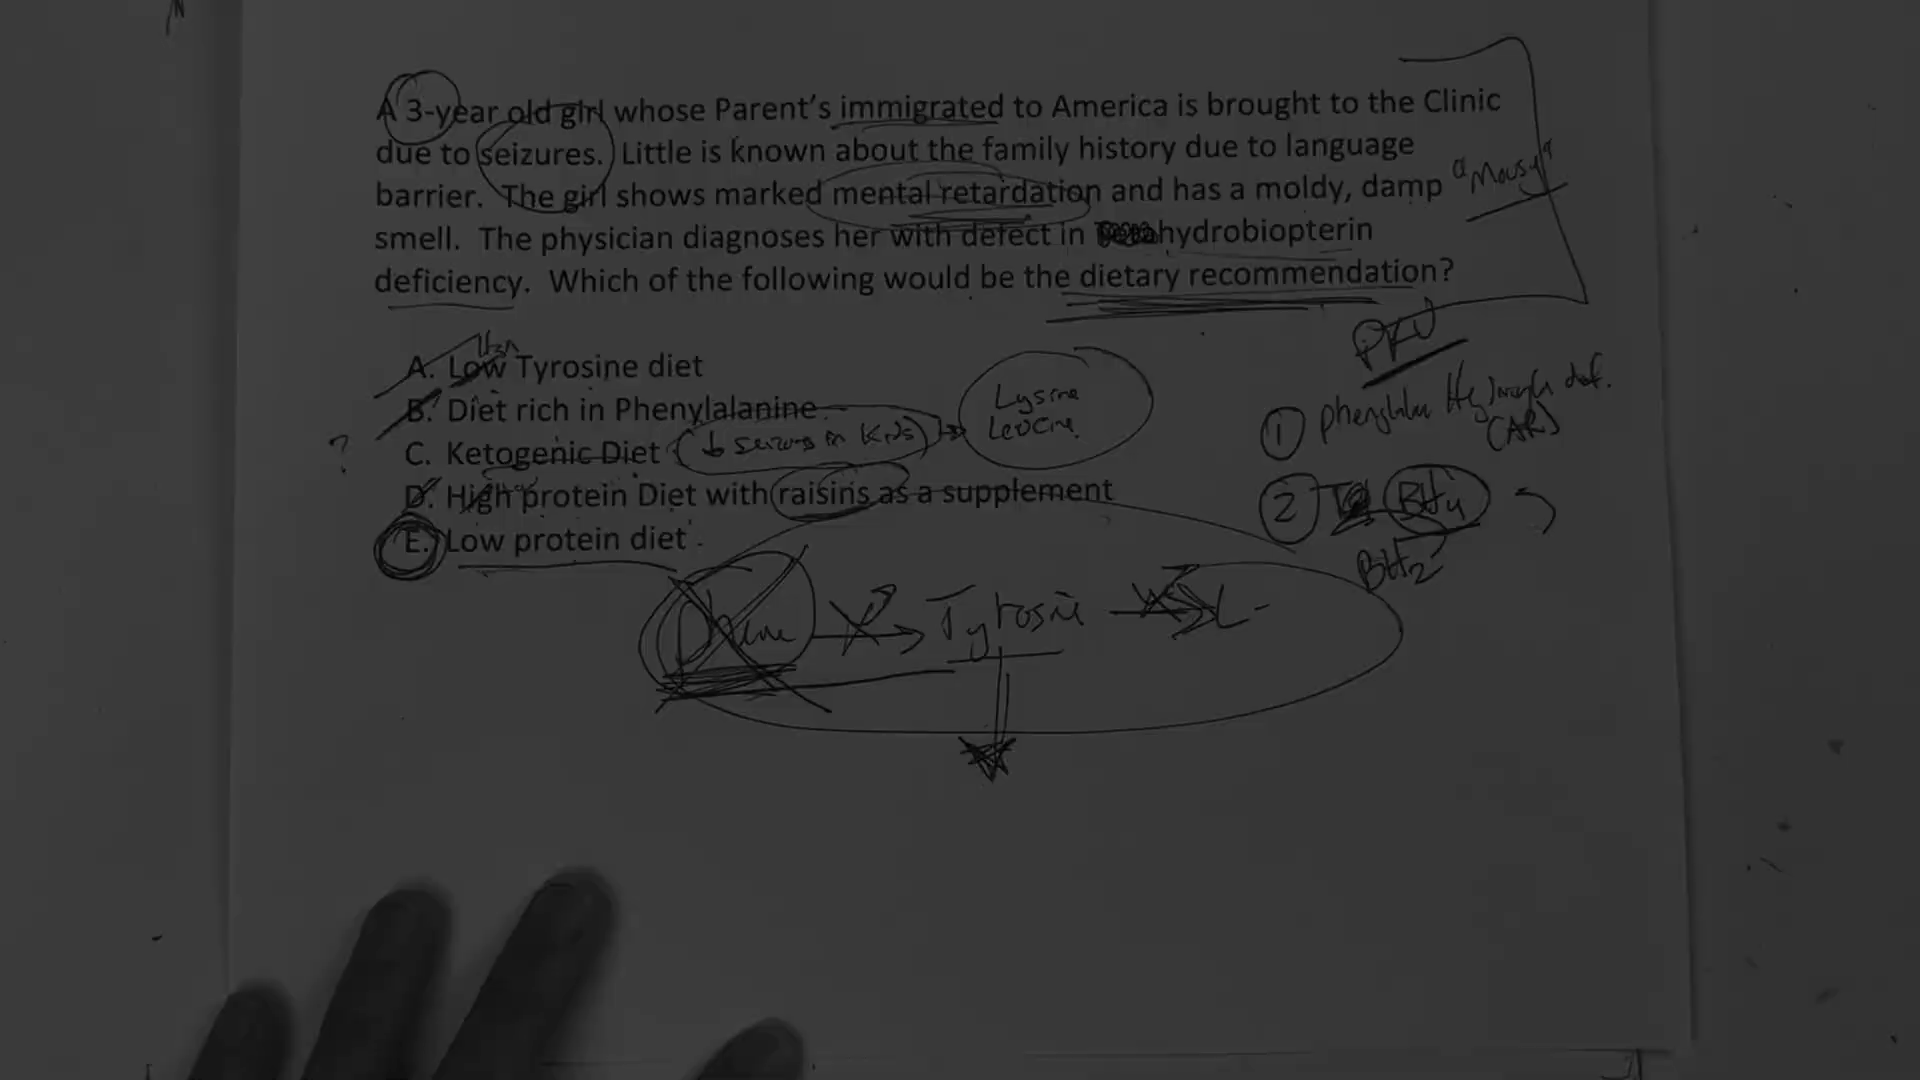 A 3-year old girl whose Parent's immigrated to America is brought to the Clinic
due to seizures. Little is known about the family history due to language
barrier. The girl shows marked mental retardation and has a moldy, damp "Mousy"
smell. The physician diagnoses her with defect in hydrobiopterin
deficiency. Which of the following would be the dietary recommendation?
PKU
A. Low Tyrosine diet
B. Diet rich in Phenylalanine.
Lysine
Leucine
① def.
(AR)
?
C. Ketogenic Diet (↓ seizures in Kids)
D. High protein Diet with raisins as a supplement
② BH4
BH2
E. Low protein diet
Tyrosine